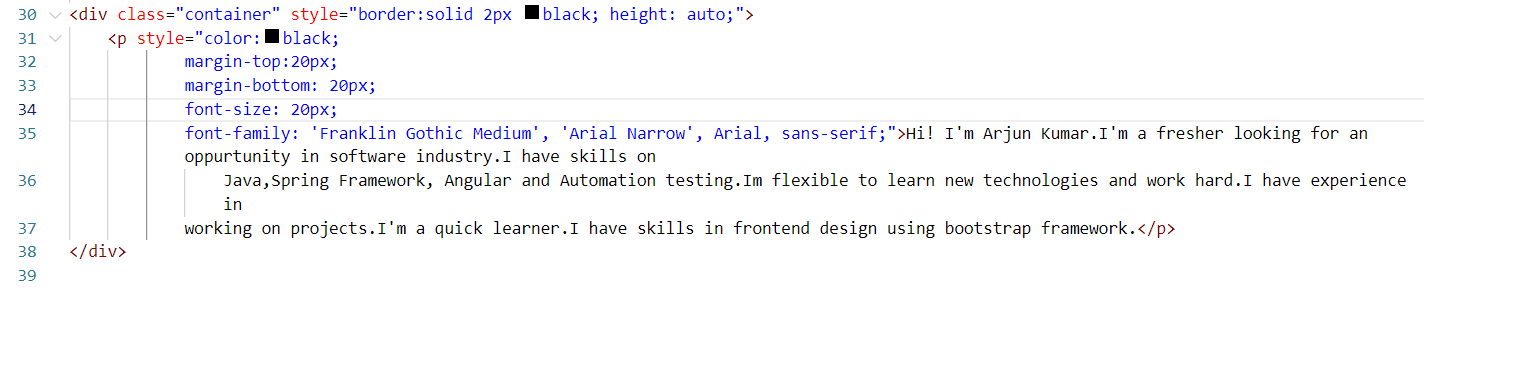 30 <div class="container" style="border:solid 2px black; height: auto;">
31 <p style="color:black;
32 margin-top:20px;
33 margin-bottom: 20px;
34 font-size: 20px;
35 font-family: 'Franklin Gothic Medium', 'Arial Narrow', Arial, sans-serif;">Hi! I'm Arjun Kumar.I'm a fresher looking for an
oppurtunity in software industry.I have skills on
36 Java,Spring Framework, Angular and Automation testing.Im flexible to learn new technologies and work hard.I have experience
in
37 working on projects.I'm a quick learner.I have skills in frontend design using bootstrap framework.</p>
38 </div>
39